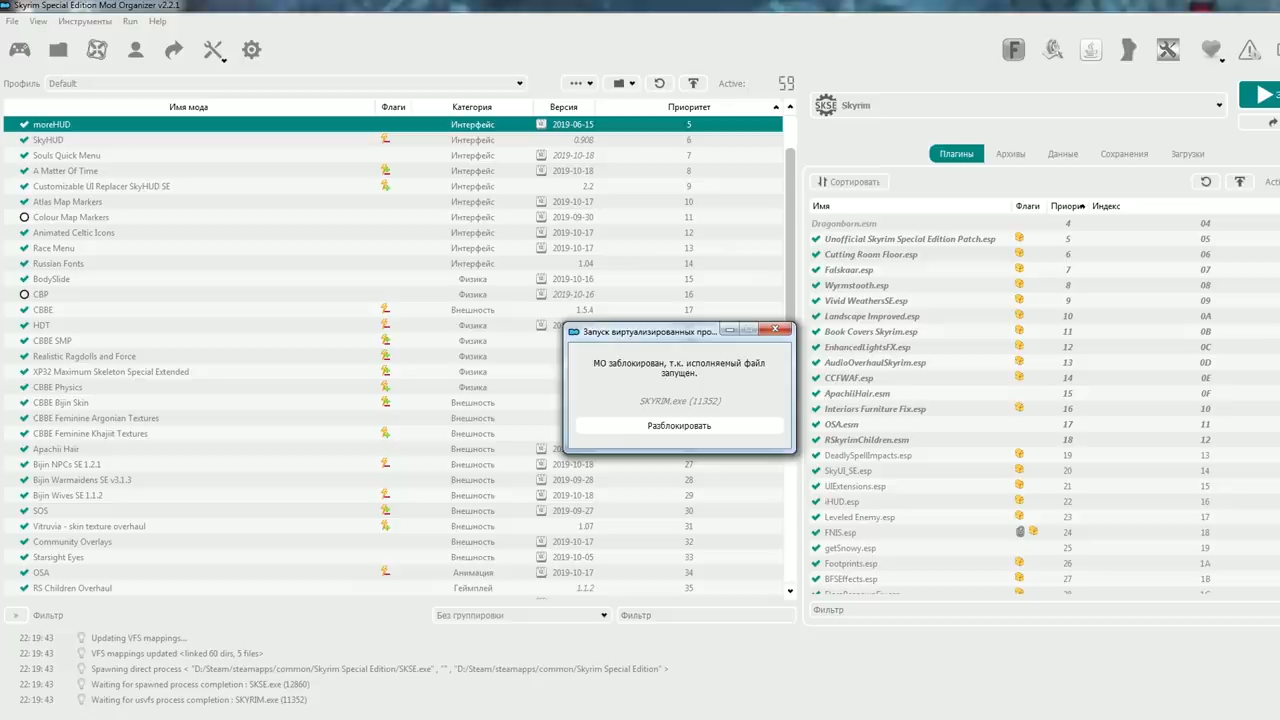 Skyrim Special Edition Mod Organizer v2.2.1
File View Инструменты Run Help
Профиль Default Active: 59
SKSE Skyrim
Имя мода Флаги Категория Версия Приоритет
moreHUD Интерфейс 2019-06-15 5
SkyHUD Интерфейс 0.90B 6
Souls Quick Menu Интерфейс 2019-10-18 7
A Matter Of Time Интерфейс 2019-10-18 8
Customizable UI Replacer SkyHUD SE Интерфейс 2.2 9
Atlas Map Markers Интерфейс 2019-10-17 10
Colour Map Markers Интерфейс 2019-09-30 11
Animated Celtic Icons Интерфейс 2019-10-17 12
Race Menu Интерфейс 2019-10-17 13
Russian Fonts Интерфейс 1.04 14
BodySlide Физика 2019-10-16 15
CBP Физика 2019-10-16 16
CBBE Внешность 1.5.4 17
HDT Физика
CBBE SMP Физика
Realistic Ragdolls and Force Физика
XP32 Maximum Skeleton Special Extended Физика
CBBE Physics Физика
CBBE Bijin Skin Внешность
CBBE Feminine Argonian Textures Внешность
CBBE Feminine Khajiit Textures Внешность
Apachii Hair Внешность
Bijin NPCs SE 1.2.1 Внешность 2019-10-18 27
Bijin Warmaidens SE v3.1.3 Внешность 2019-09-28 28
Bijin Wives SE 1.1.2 Внешность 2019-10-18 29
SOS Внешность 2019-09-27 30
Vitruvia - skin texture overhaul Внешность 1.07 31
Community Overlays Внешность 2019-10-17 32
Starsight Eyes Внешность 2019-10-05 33
OSA Анимация 2019-10-17 34
RS Children Overhaul Геймплей 1.1.2 35
» Фильтр Без группировки Фильтр
Запуск виртуализированных про...
МО заблокирован, т.к. исполняемый файл
запущен.
SKYRIM.exe (11352)
Разблокировать
Плагины Архивы Данные Сохранения Загрузки
Сортировать
Имя Флаги Приори Индекс
Dragonborn.esm 4 04
Unofficial Skyrim Special Edition Patch.esp 5 05
Cutting Room Floor.esp 6 06
Falskaar.esp 7 07
Wyrmstooth.esp 8 08
Vivid WeathersSE.esp 9 09
Landscape Improved.esp 10 0A
Book Covers Skyrim.esp 11 0B
EnhancedLightsFX.esp 12 0C
AudioOverhaulSkyrim.esp 13 0D
CCFWAF.esp 14 0E
ApachiiHair.esm 15 0F
Interiors Furniture Fix.esp 16 10
OSA.esm 17 11
RSkyrimChildren.esm 18 12
DeadlySpellImpacts.esp 19 13
SkyUI_SE.esp 20 14
UIExtensions.esp 21 15
iHUD.esp 22 16
Leveled Enemy.esp 23 17
FNIS.esp 24 18
getSnowy.esp 25 19
Footprints.esp 26 1A
BFSEffects.esp 27 1B
Фильтр
22:19:43 Updating VFS mappings...
22:19:43 VFS mappings updated <linked 60 dirs, 5 files>
22:19:43 Spawning direct process < "D:/Steam/steamapps/common/Skyrim Special Edition/SKSE.exe" , "" , "D:/Steam/steamapps/common/Skyrim Special Edition" >
22:19:43 Waiting for spawned process completion : SKSE.exe (12860)
22:19:43 Waiting for usvfs process completion : SKYRIM.exe (11352)